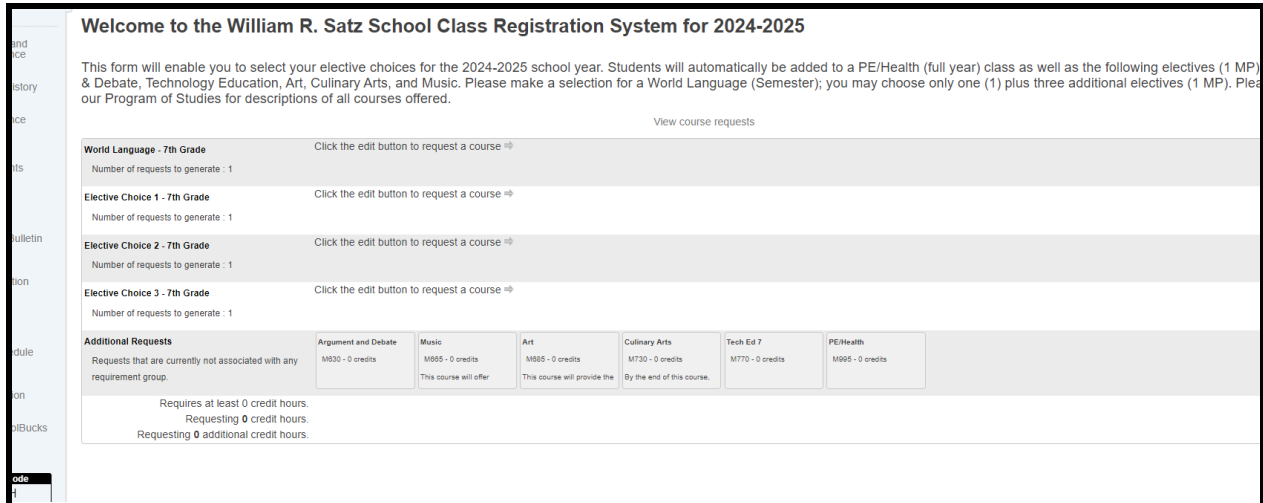 Welcome to the William R. Satz School Class Registration System for 2024-2025
This form will enable you to select your elective choices for the 2024-2025 school year. Students will automatically be added to a PE/Health (full year) class as well as the following electives (1 MP)
& Debate, Technology Education, Art, Culinary Arts, and Music. Please make a selection for a World Language (Semester); you may choose only one (1) plus three additional electives (1 MP).
our Program of Studies for descriptions of all courses offered.
View course requests
World Language - 7th Grade
Click the edit button to request a course ⇒
Number of requests to generate : 1
Elective Choice 1 - 7th Grade
Click the edit button to request a course ⇒
Number of requests to generate : 1
Elective Choice 2 - 7th Grade
Click the edit button to request a course ⇒
Number of requests to generate : 1
Elective Choice 3 - 7th Grade
Click the edit button to request a course ⇒
Number of requests to generate : 1
Additional Requests
Requests that are currently not associated with any
requirement group.
Argument and Debate
M630 - 0 credits
Music
M665 - 0 credits
This course will offer
Art
M685 - 0 credits
This course will provide the
Culinary Arts
M730 - 0 credits
By the end of this course,
Tech Ed 7
M770 - 0 credits
PE/Health
M995 - 0 credits
Requires at least 0 credit hours.
Requesting 0 credit hours.
Requesting 0 additional credit hours.